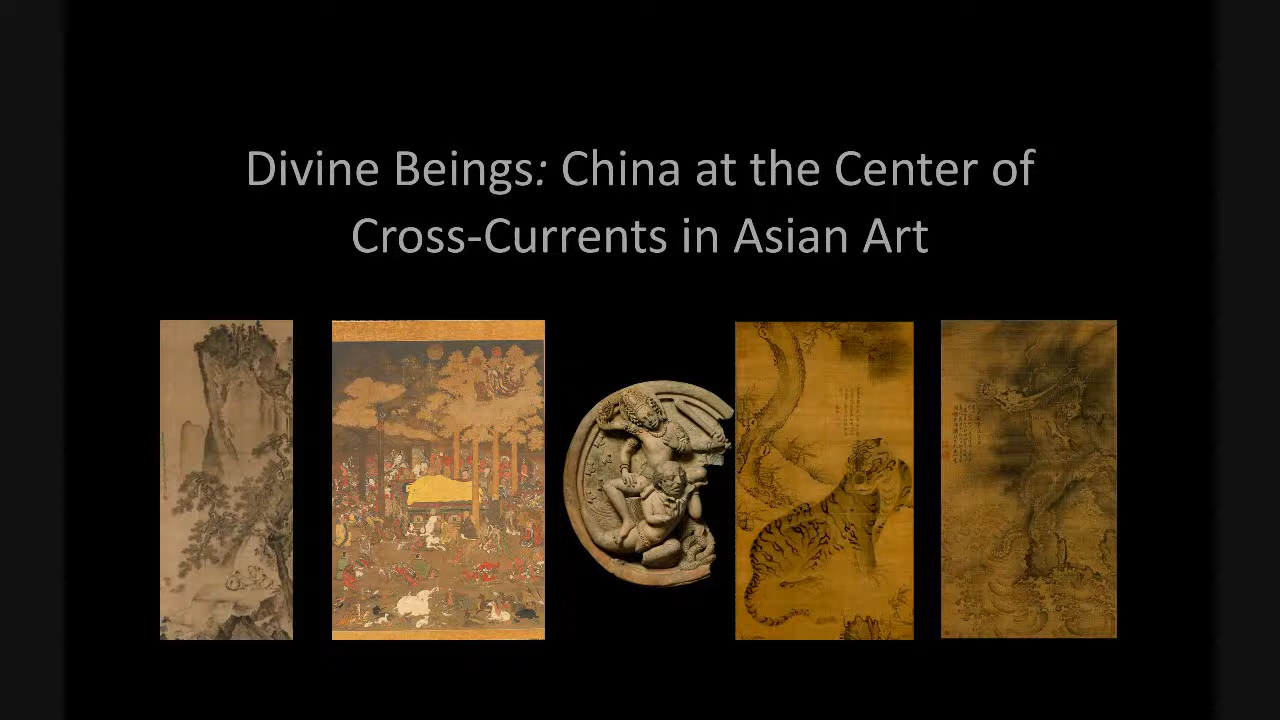 Divine Beings: China at the Center of
Cross-Currents in Asian Art